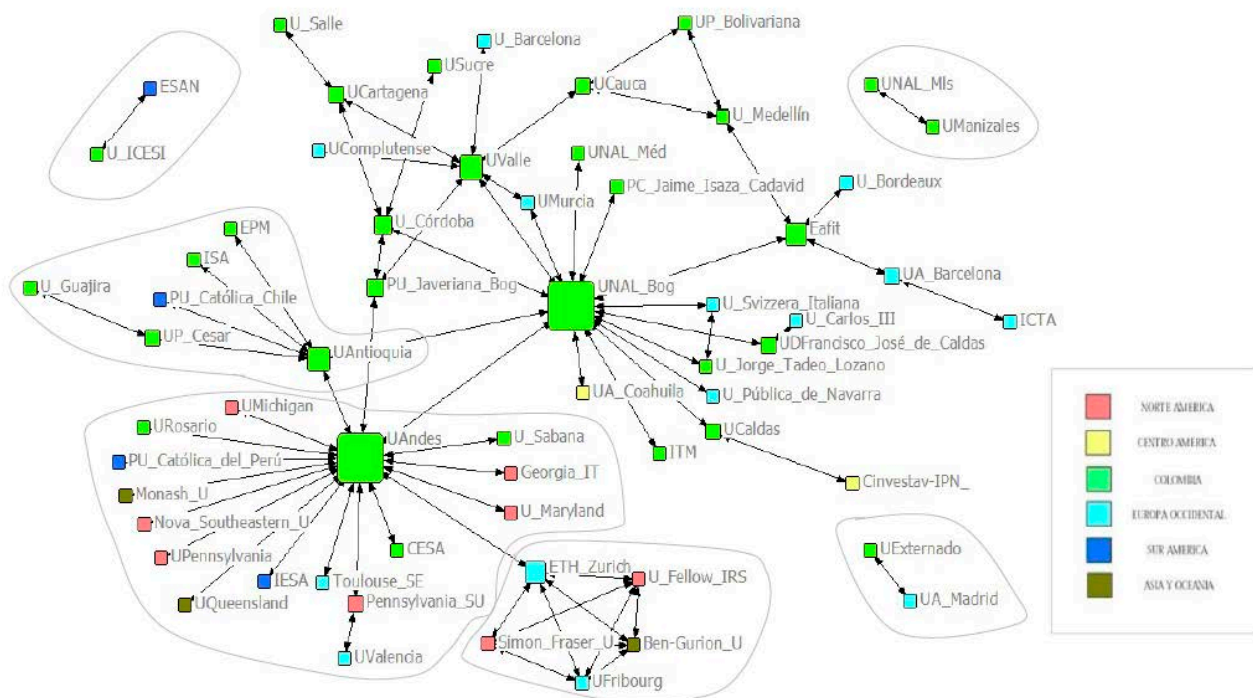 U_Salle
UP_Bolivariana
U_Barcelona
USucre
ESAN
UCartagena
UCauca
UNAL_Mls
U_Medellín
UManizales
U_ICESI
UComplutense
UValle
UNAL_Méd
PC_Jaime_Isaza_Cadavid
U_Bordeaux
UMurcia
U_Córdoba
Eafit
EPM
ISA
UA_Barcelona
U_Guajira
PU_Católica_Chile
PU_Javeriana_Bog
UNAL_Bog
U_Svizzera_Italiana
U_Carlos_III
ICTA
UP_Cesar
UDFrancisco_José_de_Caldas
UAntioquia
U_Jorge_Tadeo_Lozano
UA_Coahuila
U_Pública_de_Navarra
UMichigan
URosario
UAndes
U_Sabana
UCaldas
ITM
PU_Católica_del_Perú
Georgia_IT
Cinvestav-IPN_
Monash_U
Nova_Southeastern_U
U_Maryland
UPennsylvania
CESA
UExternado
ETH_Zurich
U_Fellow_IRS
IESA
Toulouse_SE
UQueensland
Pennsylvania_SU
UA_Madrid
Simon_Fraser_U
Ben-Gurion_U
UValencia
UFribourg
NORTE AMERICA
CENTRO AMERICA
COLOMBIA
EUROPA OCCIDENTAL
SUR AMERICA
ASIA Y OCEANIA